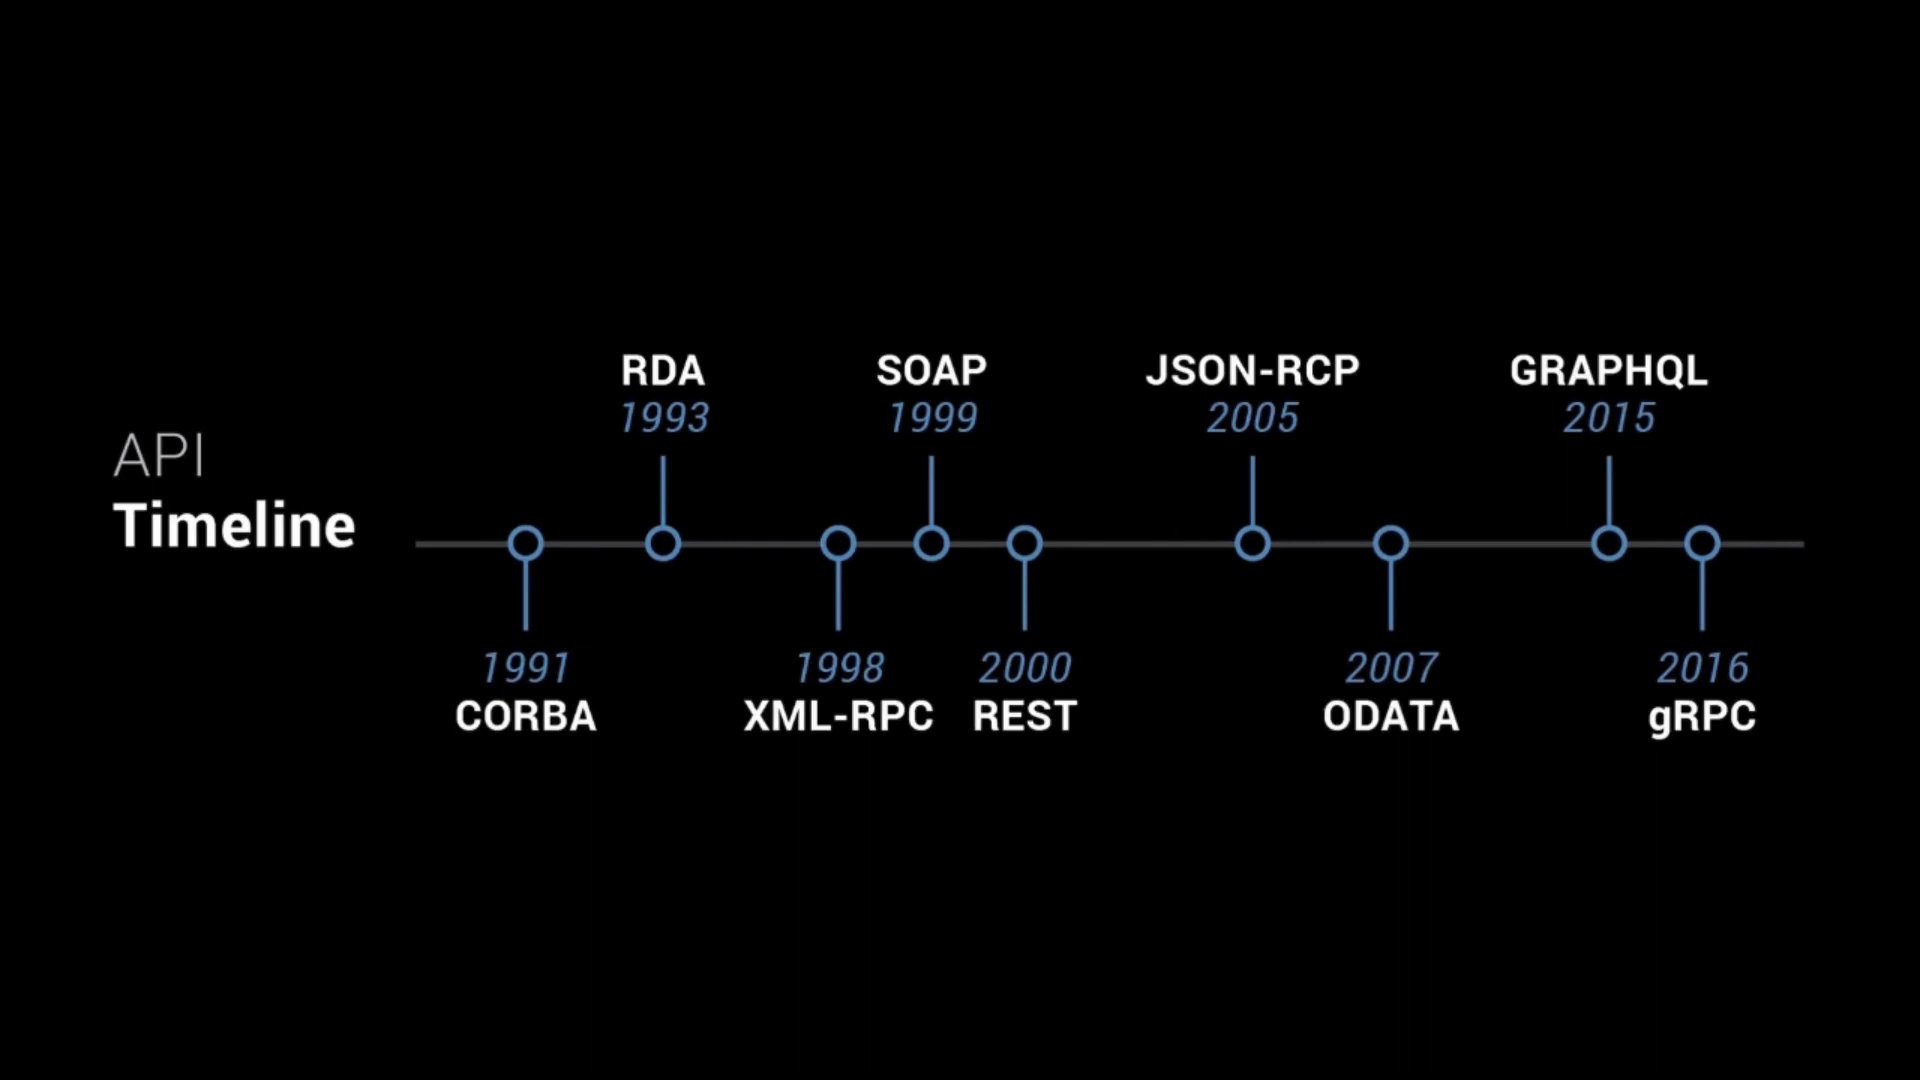 API
Timeline
RDA
1993
SOAP
1999
JSON-RCP
2005
GRAPHQL
2015
1991
CORBA
1998
XML-RPC
2000
REST
2007
ODATA
2016
gRPC